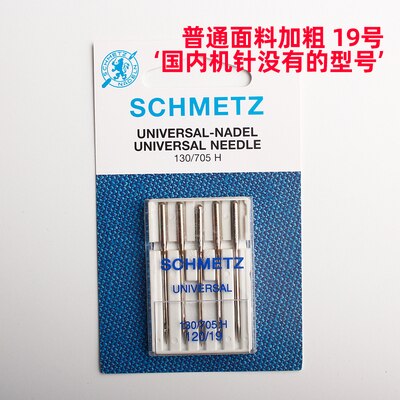 普通面料加粗 19号
‘国内机针没有的型号’
SCHMETZ
SCHMETZ
UNIVERSAL-NADEL
UNIVERSAL NEEDLE
130/705 H
SCHMETZ
UNIVERSAL
130/705 H
120/19